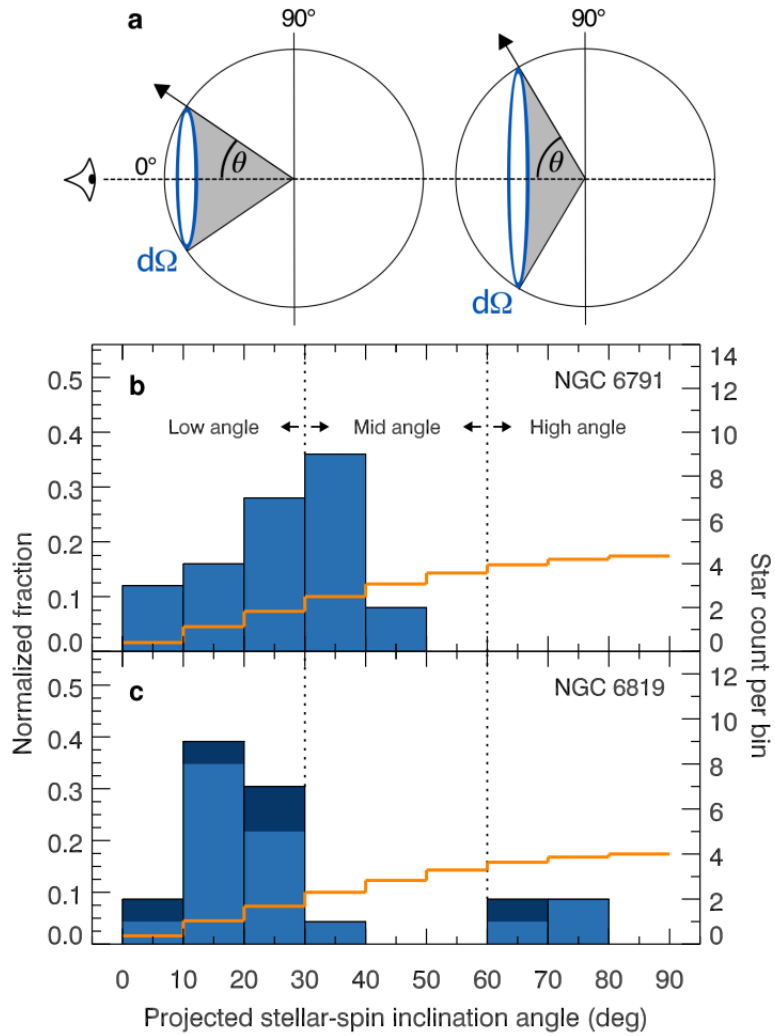 a
90°
90°
0°
θ
θ
dΩ
dΩ
b
NGC 6791
Low angle
Mid angle
High angle
0.5
0.4
0.3
0.2
0.1
0.0
14
12
10
8
6
4
2
0
c
NGC 6819
0.5
0.4
0.3
0.2
0.1
0.0
12
10
8
6
4
2
0
Normalized fraction
Star count per bin
0 10 20 30 40 50 60 70 80 90
Projected stellar-spin inclination angle (deg)